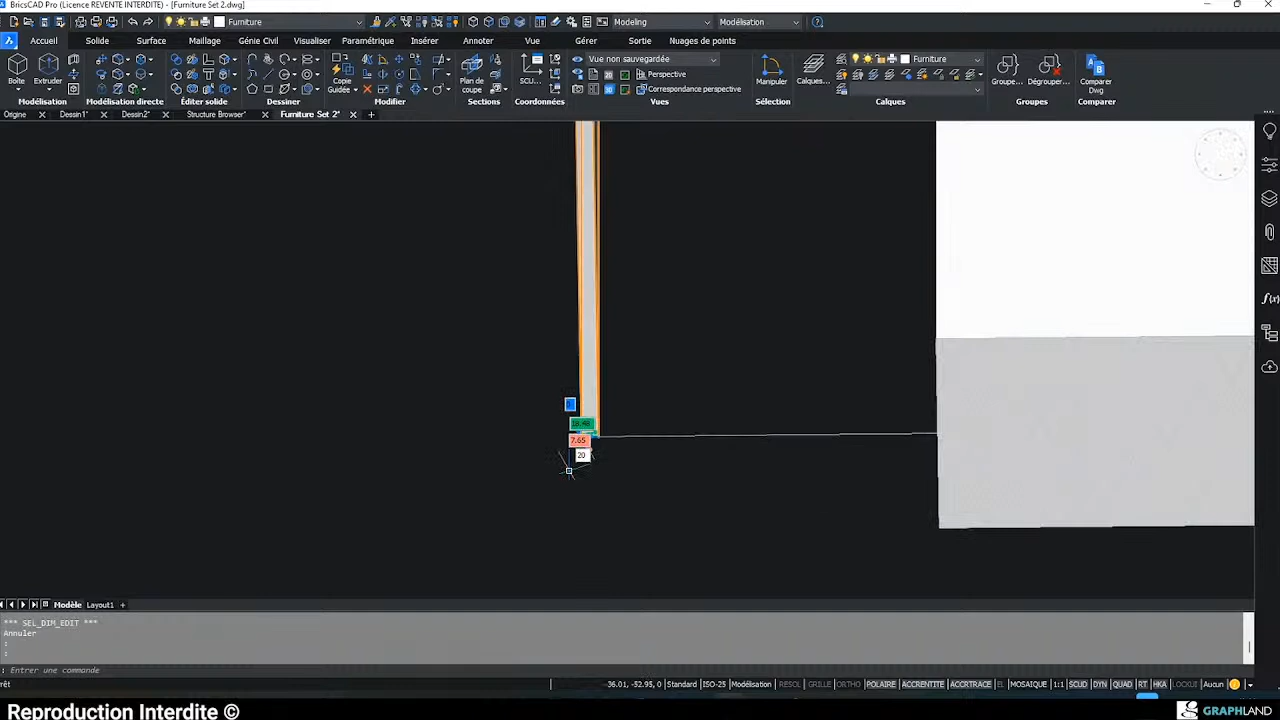 BricsCAD Pro (Licence REVENTE INTERDITE) - [Furniture Set 2.dwg]
Furniture
Modeling
Modélisation
Accueil Solide Surface Maillage Génie Civil Visualiser Paramétrique Insérer Annoter Vue Gérer Sortie Nuages de points
Boîte
Extruder
Copie Guidée
Plan de coupe
SCU...
Vue non sauvegardée
Perspective
Correspondance perspective
Manipuler
Calques...
Furniture
Groupe...
Dégrouper...
Comparer Dwg
Modélisation Modélisation directe Éditer solide Dessiner Modifier Sections Coordonnées Vues Sélection Calques Groupes Comparer
Origine Dessin1* Dessin2* Structure Browser* Furniture Set 2* +
7.65
20
Modèle Layout1 +
*** SEL_DIM_EDIT ***
Annuler
:
:
: Entrer une commande
rêt
-36.01, -52.95, 0 Standard ISO-25 Modélisation RESOL GRILLE ORTHO POLAIRE ACCRENTITE ACCRTRACE EL MOSAIQUE 1:1 SCUD DYN QUAD RT HKA LOCKUI Aucun
Reproduction Interdite ©
GRAPHLAND